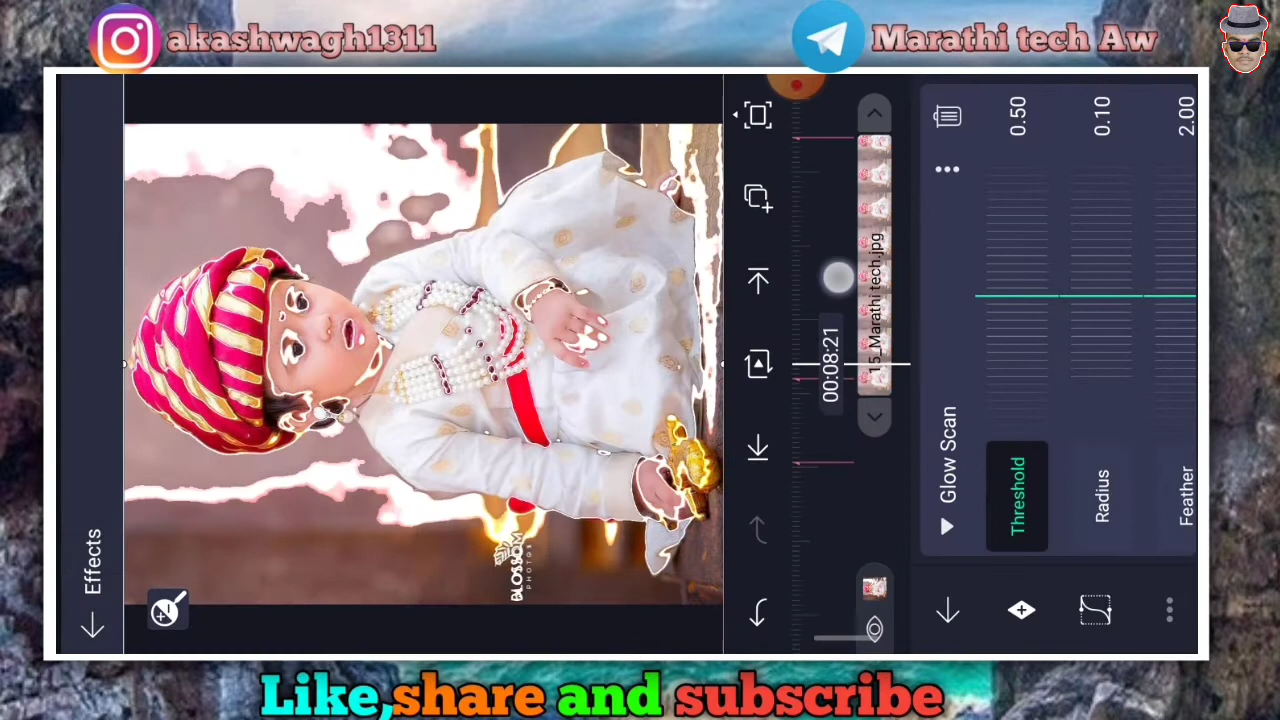 akashwagh1311
Marathi tech Aw
Effects
BLOSSOM
PHOTOS
00:08:21
15_Marathi tech.jpg
Glow Scan
Threshold
0.50
Radius
0.10
Feather
2.00
Like,share and subscribe